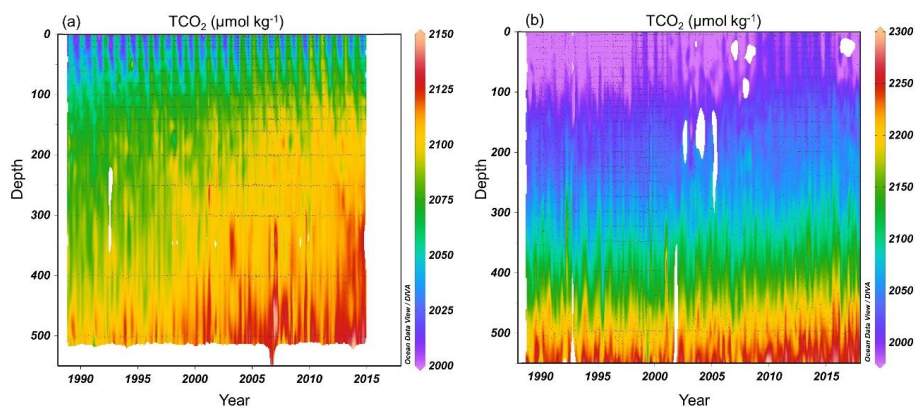 (a) TCO₂ (µmol kg⁻¹)
0
100
200
300
400
500
Depth
1990 1995 2000 2005 2010 2015
Year
2150
2125
2100
2075
2050
2025
2000
Ocean Data View / DIVA
(b) TCO₂ (µmol kg⁻¹)
0
100
200
300
400
500
Depth
1990 1995 2000 2005 2010 2015
Year
2300
2250
2200
2150
2100
2050
2000
Ocean Data View / DIVA